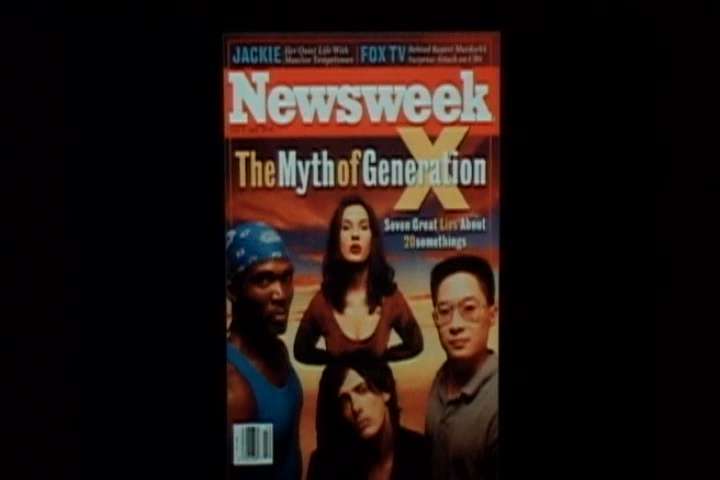 JACKIE Her Quiet Life With Maurice Tempelsman
FOX TV Behind Rupert Murdoch's Surprise Attack on CBS
Newsweek
The Myth of Generation X
Seven Great Lies About
20somethings